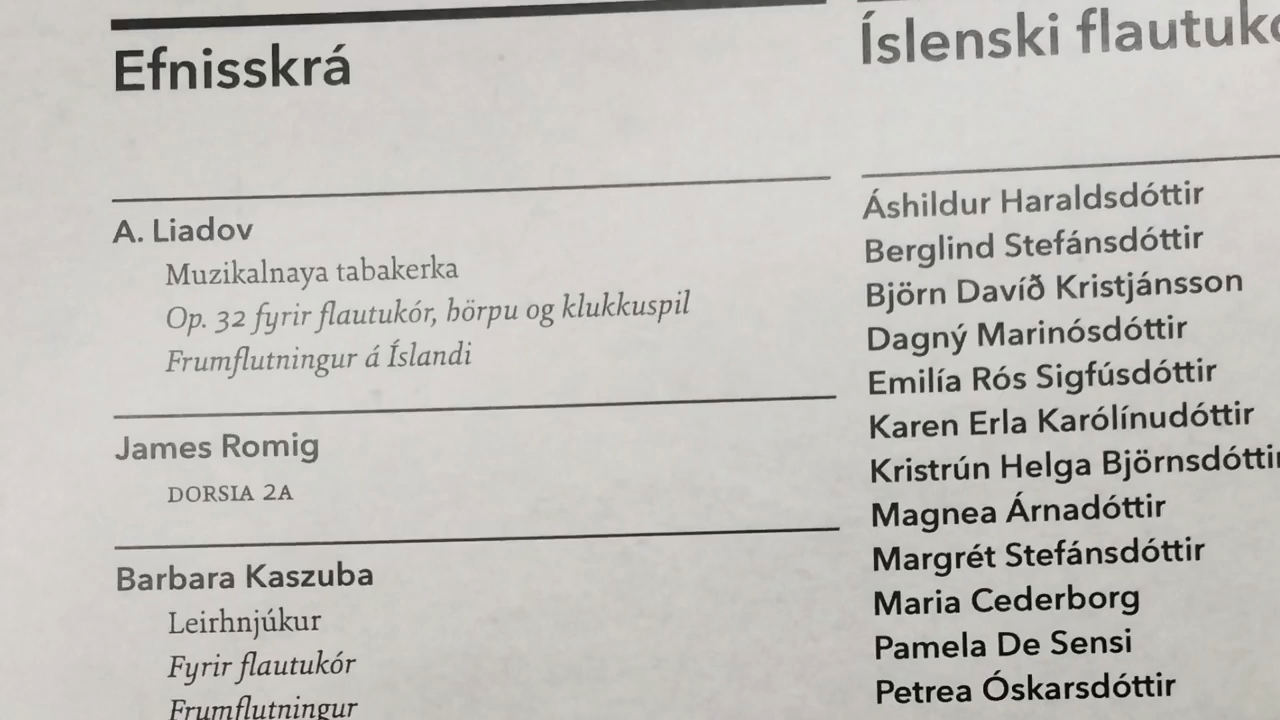 Efnisskrá
A. Liadov
Muzikalnaya tabakerka
Op. 32 fyrir flautukór, hörpu og klukkuspil
Frumflutningur á Íslandi
James Romig
DORSIA 2A
Barbara Kaszuba
Leirhnjúkur
Fyrir flautukór
Frumflutningur
Íslenski
Áshildur Haraldsdóttir
Berglind Stefánsdóttir
Björn Davíð Kristjánsson
Dagný Marinósdóttir
Emilía Rós Sigfúsdóttir
Karen Erla Karólínudóttir
Kristrún Helga Björnsdóttir
Magnea Árnadóttir
Margrét Stefánsdóttir
Maria Cederborg
Pamela De Sensi
Petrea Óskarsdóttir